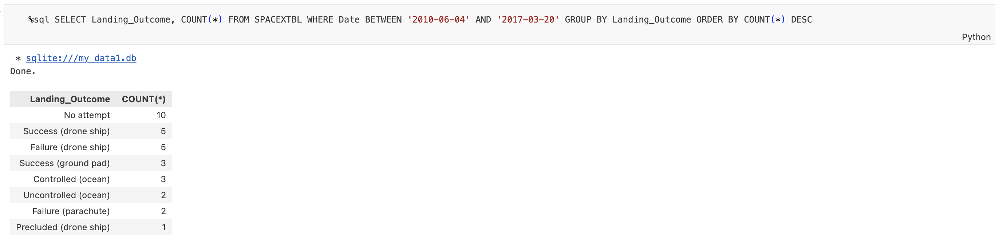 %sql SELECT Landing_Outcome, COUNT(*) FROM SPACEXTBL WHERE Date BETWEEN '2010-06-04' AND '2017-03-20' GROUP BY Landing_Outcome ORDER BY COUNT(*) DESC
Python
* sqlite:///my_data1.db
Done.
Landing_Outcome COUNT(*)
No attempt 10
Success (drone ship) 5
Failure (drone ship) 5
Success (ground pad) 3
Controlled (ocean) 3
Uncontrolled (ocean) 2
Failure (parachute) 2
Precluded (drone ship) 1